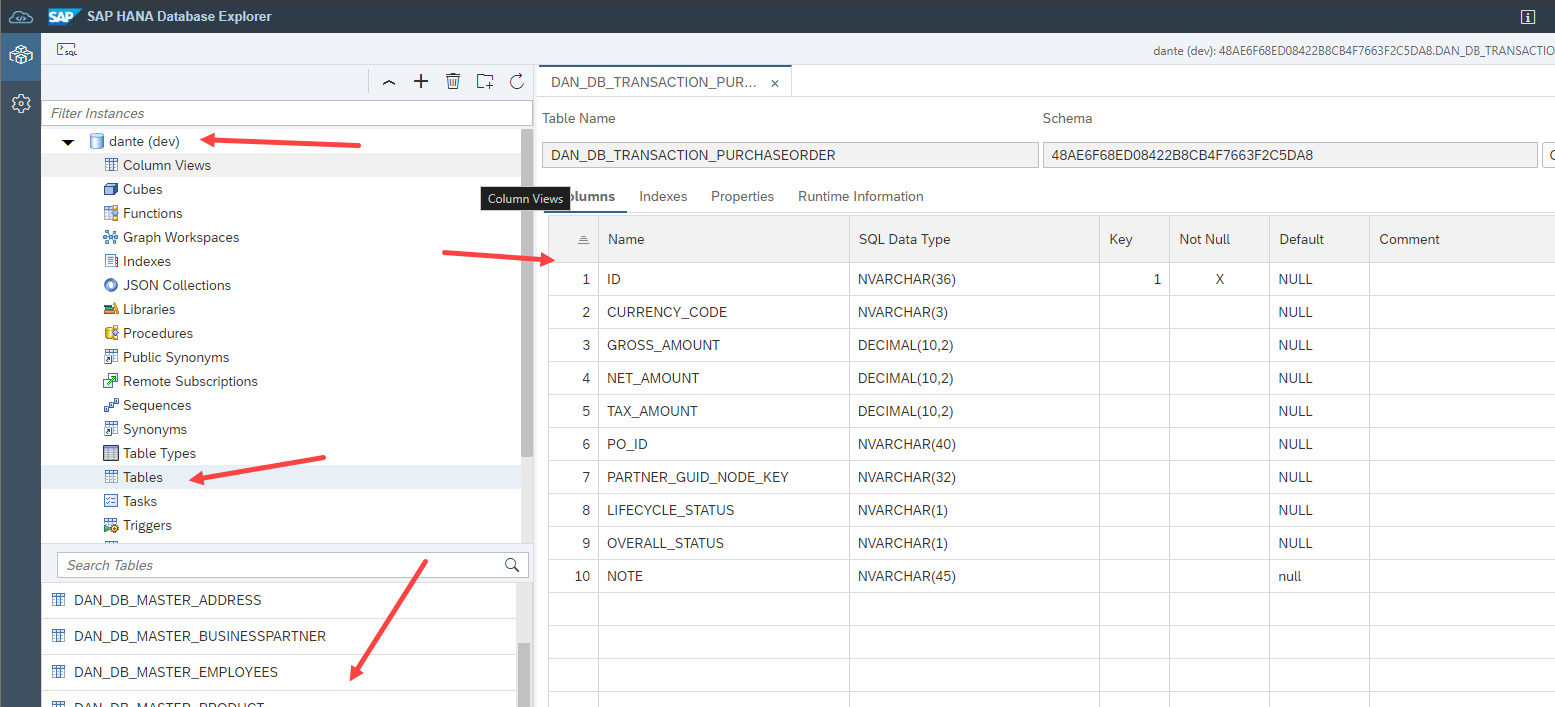 SAP SAP HANA Database Explorer
SQL
dante (dev): 48AE6F68ED08422B8CB4F7663F2C5DA8.DAN_DB_TRANSACTIO
DAN_DB_TRANSACTION_PUR... ×
Filter Instances
dante (dev)
Column Views
Cubes
Functions
Graph Workspaces
Indexes
JSON Collections
Libraries
Procedures
Public Synonyms
Remote Subscriptions
Sequences
Synonyms
Table Types
Tables
Tasks
Triggers
Search Tables
DAN_DB_MASTER_ADDRESS
DAN_DB_MASTER_BUSINESSPARTNER
DAN_DB_MASTER_EMPLOYEES
DAN_DB_MASTER_PRODUCT
Column Views
Table Name Schema
DAN_DB_TRANSACTION_PURCHASEORDER 48AE6F68ED08422B8CB4F7663F2C5DA8
olumns Indexes Properties Runtime Information
Name SQL Data Type Key Not Null Default Comment
1 ID NVARCHAR(36) 1 X NULL
2 CURRENCY_CODE NVARCHAR(3) NULL
3 GROSS_AMOUNT DECIMAL(10,2) NULL
4 NET_AMOUNT DECIMAL(10,2) NULL
5 TAX_AMOUNT DECIMAL(10,2) NULL
6 PO_ID NVARCHAR(40) NULL
7 PARTNER_GUID_NODE_KEY NVARCHAR(32) NULL
8 LIFECYCLE_STATUS NVARCHAR(1) NULL
9 OVERALL_STATUS NVARCHAR(1) NULL
10 NOTE NVARCHAR(45) null